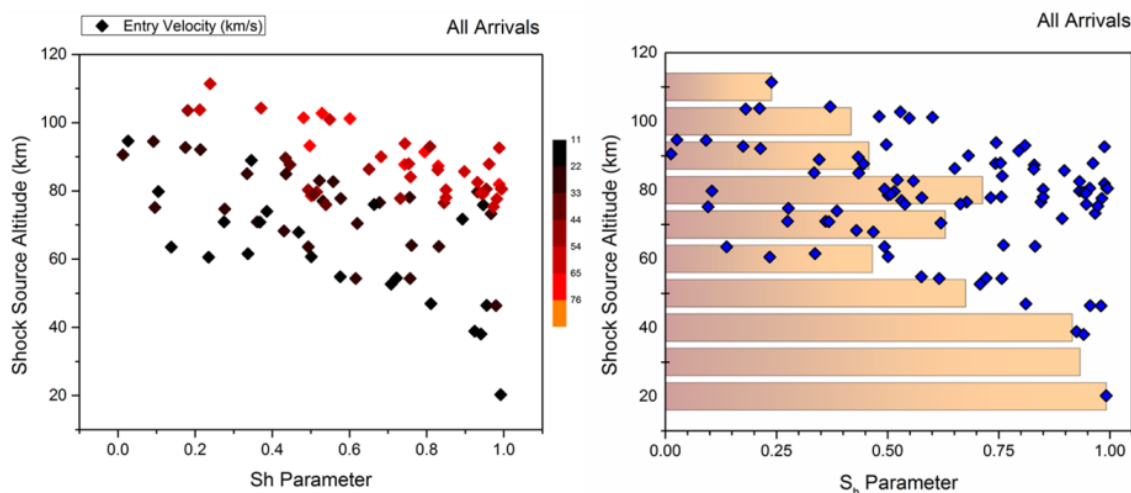 Entry Velocity (km/s)
All Arrivals
120
100
80
60
40
20
Shock Source Altitude (km)
0.0 0.2 0.4 0.6 0.8 1.0
Sh Parameter
11
22
33
44
54
65
76
All Arrivals
120
100
80
60
40
20
Shock Source Altitude (km)
0.00 0.25 0.50 0.75 1.00
Sh Parameter